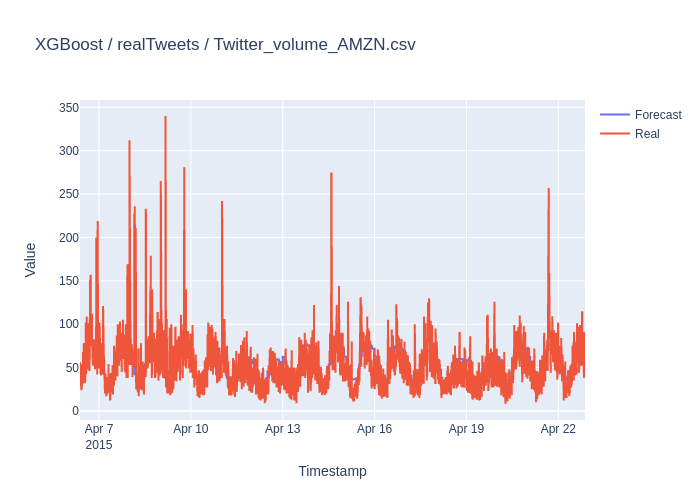 XGBoost / realTweets / Twitter_volume_AMZN.csv
Forecast
Real
350
300
250
200
150
100
50
0
Value
Apr 7
2015
Apr 10
Apr 13
Apr 16
Apr 19
Apr 22
Timestamp